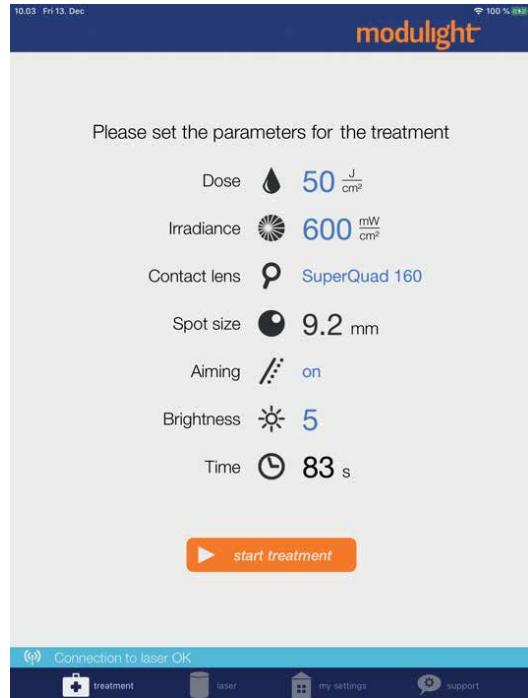 10.03 Fri 13. Dec 100 %
modulight
Please set the parameters for the treatment
Dose 50 J/cm²
Irradiance 600 mW/cm²
Contact lens SuperQuad 160
Spot size 9.2 mm
Aiming on
Brightness 5
Time 83 s
start treatment
Connection to laser OK
treatment laser my settings support